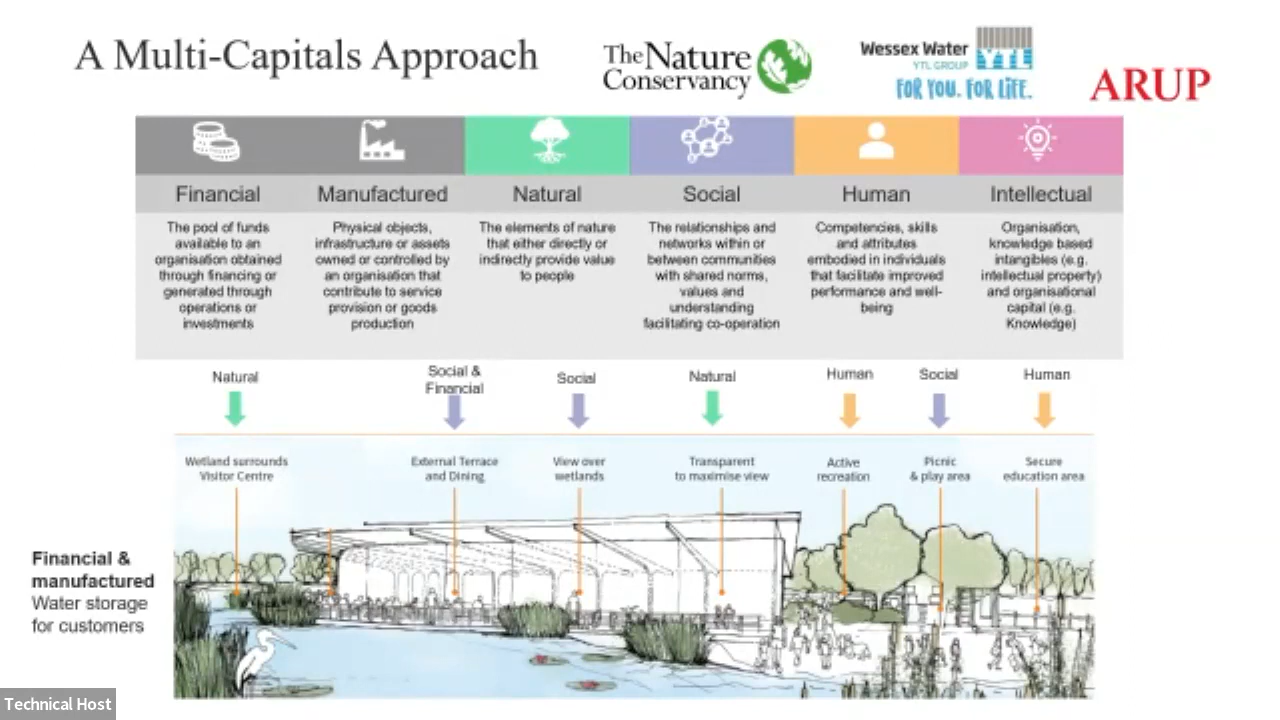 A Multi-Capitals Approach
The Nature
Conservancy
Wessex Water
YTL GROUP
YTL
FOR YOU. FOR LIFE.
ARUP
Financial
The pool of funds
available to an
organisation obtained
through financing or
generated through
operations or
investments
Manufactured
Physical objects,
infrastructure or assets
owned or controlled by
an organisation that
contribute to service
provision or goods
production
Natural
The elements of nature
that either directly or
indirectly provide value
to people
Social
The relationships and
networks within or
between communities
with shared norms,
values and
understanding
facilitating co-operation
Human
Competencies, skills
and attributes
embodied in individuals
that facilitate improved
performance and well-
being
Intellectual
Organisation,
knowledge based
intangibles (e.g.
intellectual property)
and organisational
capital (e.g.
Knowledge)
Natural
Social &
Financial
Social
Natural
Human
Social
Human
Wetland surrounds
Visitor Centre
External Terrace
and Dining
View over
wetlands
Transparent
to maximise view
Active
recreation
Picnic
& play area
Secure
education area
Financial &
manufactured
Water storage
for customers
Technical Host